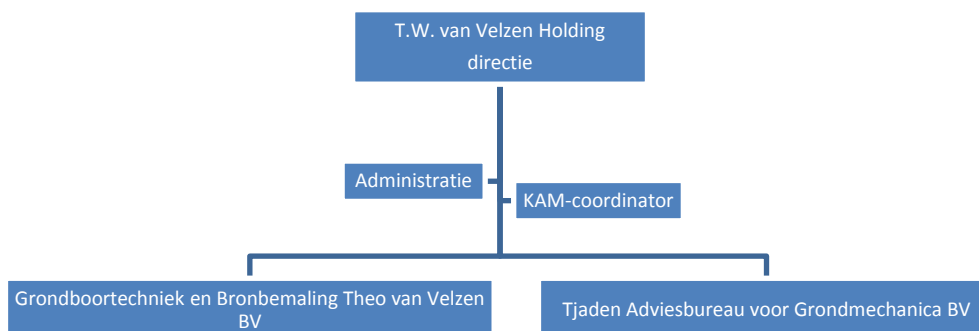 T.W. van Velzen Holding
directie
Administratie
KAM-coordinator
Grondboortechniek en Bronbemaling Theo van Velzen
BV
Tjaden Adviesbureau voor Grondmechanica BV